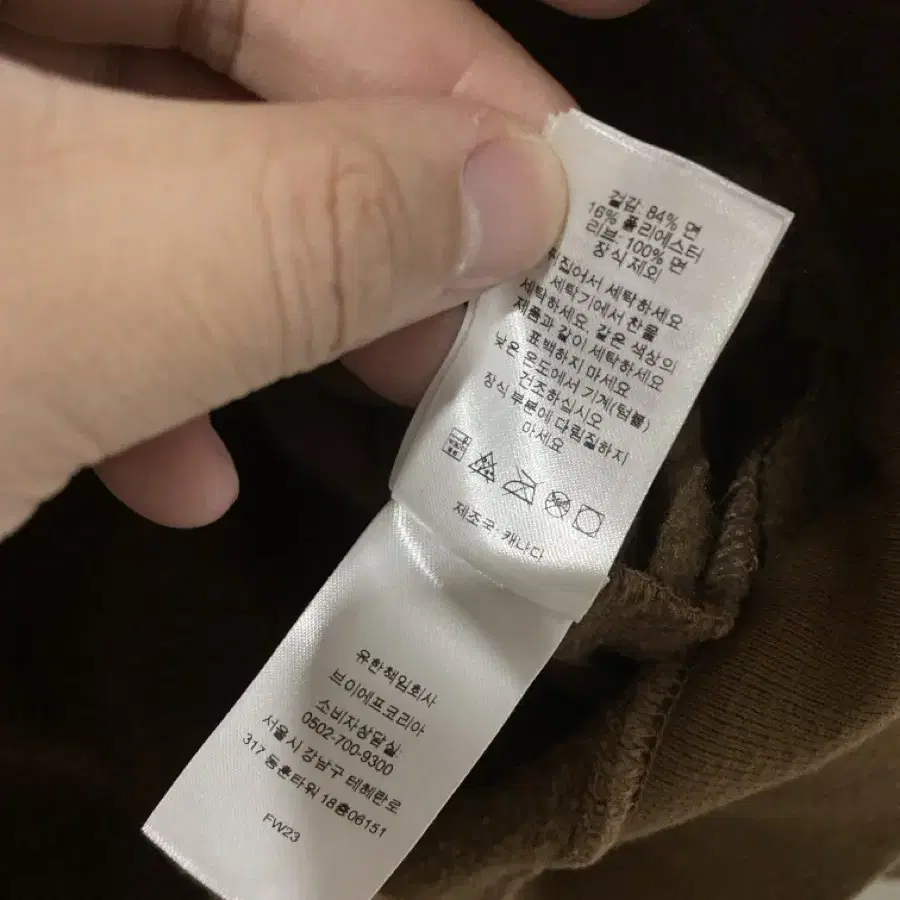 겉감: 84% 면
16% 폴리에스터
리브: 100% 면
장식제외
뒤집어서 세탁하세요
세탁기에서 찬물
세탁하세요. 같은 색상의
제품과 같이 세탁하세요
표백하지 마세요
낮은 온도에서 기계(텀블)
건조하십시오
장식 부분에 다림질하지
마세요
제조국: 캐나다
유한책임회사
브이에프코리아
소비자상담실:
0502-700-9300
서울시 강남구 테헤란로
317 동훈타워 18층06151
FW23